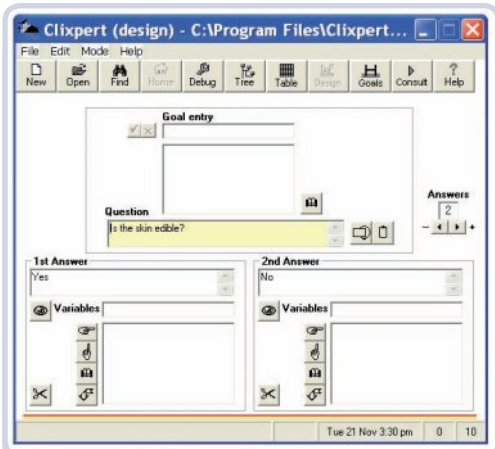 Clixpert (design) - C:\Program Files\Clixpert...
File Edit Mode Help
New Open Find Home Debug Tree Table Design Goals Consult Help
Goal entry
Answers
2
- +
Question
Is the skin edible?
1st Answer
Yes
Variables
2nd Answer
No
Variables
Tue 21 Nov 3:30 pm 0 10